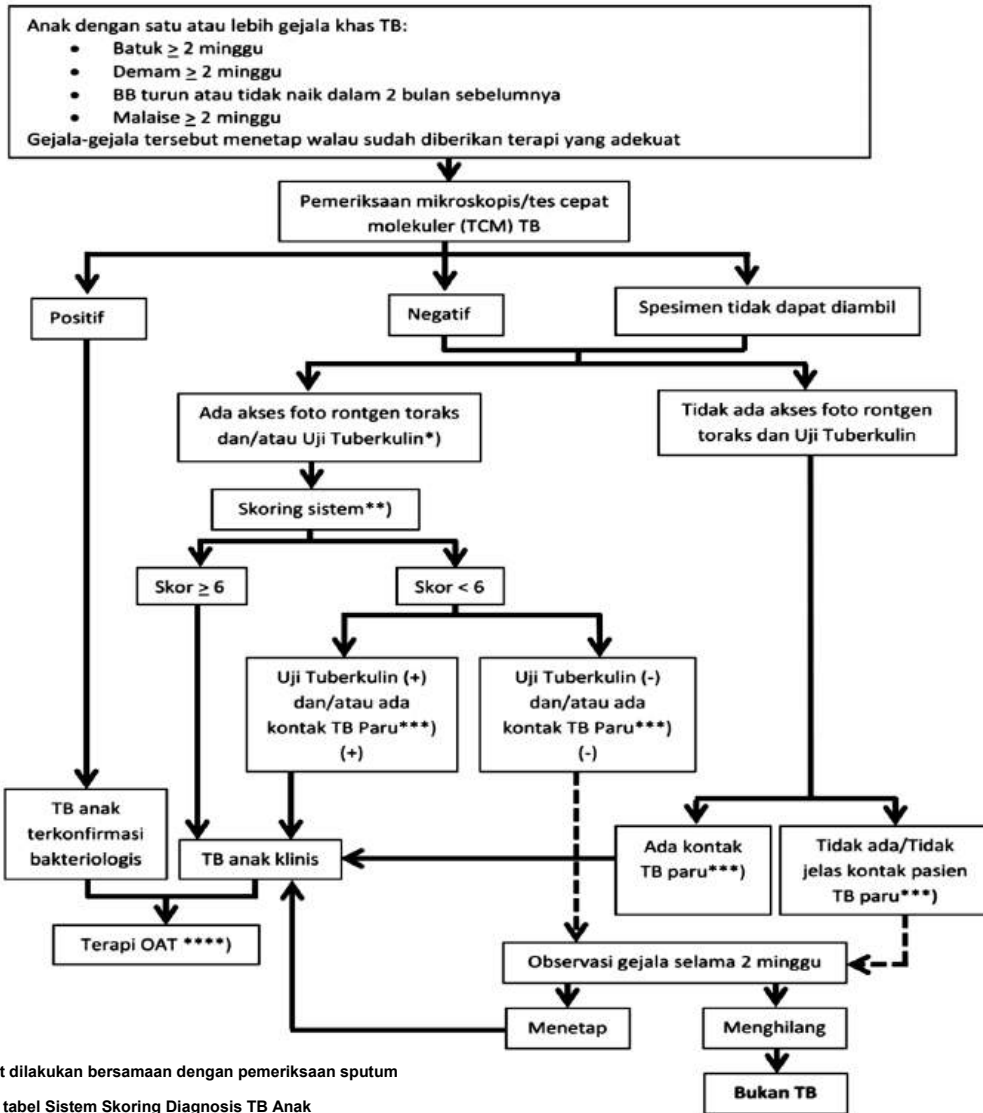 Anak dengan satu atau lebih gejala khas TB:
• Batuk ≥ 2 minggu
• Demam ≥ 2 minggu
• BB turun atau tidak naik dalam 2 bulan sebelumnya
• Malaise ≥ 2 minggu
Gejala-gejala tersebut menetap walau sudah diberikan terapi yang adekuat
Pemeriksaan mikroskopis/tes cepat
molekuler (TCM) TB
Positif
Negatif
Spesimen tidak dapat diambil
Ada akses foto rontgen toraks
dan/atau Uji Tuberkulin*)
Tidak ada akses foto rontgen
toraks dan Uji Tuberkulin
Skoring sistem**)
Skor ≥ 6
Skor < 6
Uji Tuberkulin (+)
dan/atau ada
kontak TB Paru***)
(+)
Uji Tuberkulin (-)
dan/atau ada
kontak TB Paru***)
(-)
TB anak
terkonfirmasi
bakteriologis
TB anak klinis
Ada kontak
TB paru***)
Tidak ada/Tidak
jelas kontak pasien
TB paru***)
Terapi OAT ****)
Observasi gejala selama 2 minggu
Menetap
Menghilang
Bukan TB
t dilakukan bersamaan dengan pemeriksaan sputum
tabel Sistem Skoring Diagnosis TB Anak